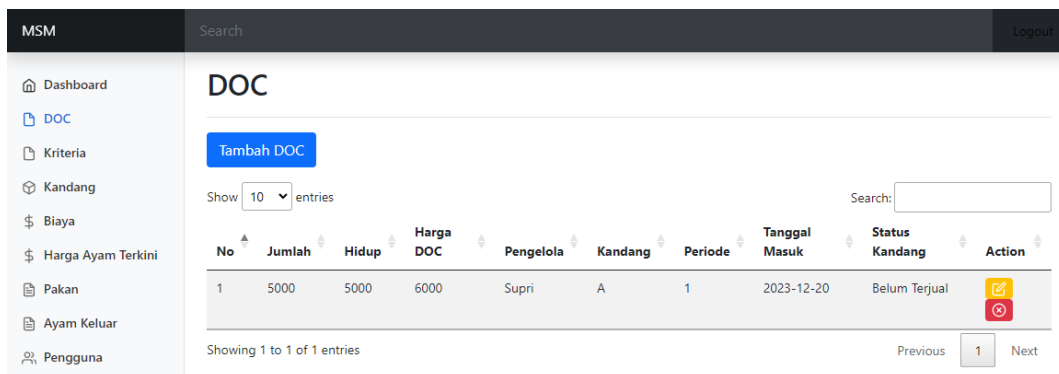 MSM Search Logout
Dashboard
DOC
Kriteria
Kandang
Biaya
Harga Ayam Terkini
Pakan
Ayam Keluar
Pengguna
DOC
Tambah DOC
Show 10 entries Search:
No Jumlah Hidup Harga DOC Pengelola Kandang Periode Tanggal Masuk Status Kandang Action
1 5000 5000 6000 Supri A 1 2023-12-20 Belum Terjual
Showing 1 to 1 of 1 entries Previous 1 Next